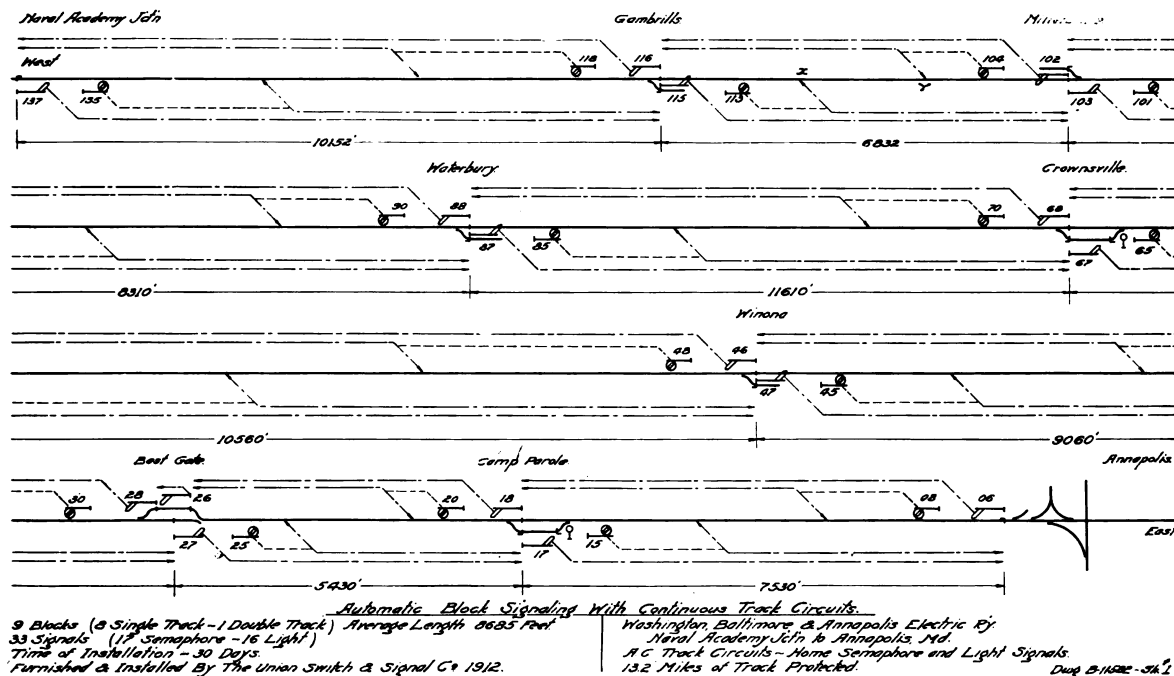 Naval Academy Jct'n
Gambrills
West
118
116
104
102
137
135
115
113
X
Y
103
101
10152'
6832
Waterbury
Crownsville.
90
88
70
68
87
85
67
65
8310'
11610'
Winona
48
46
47
45
10560'
9060'
Best Gate.
Camp Parole.
Annapolis
30
28
26
20
18
08
06
27
25
17
15
East
5430'
7530'
Automatic Block Signaling With Continuous Track Circuits.
9 Blocks (8 Single Track - 1 Double Track) Average Length 8685 Feet
33 Signals (17 Semaphore - 16 Light)
Time of Installation - 30 Days.
Furnished & Installed By The Union Switch & Signal Co 1912.
Washington, Baltimore & Annapolis Electric Ry.
Naval Academy Jct'n to Annapolis, Md.
A C Track Circuits - Home Semaphore and Light Signals.
13.2 Miles of Track Protected.
Dwg